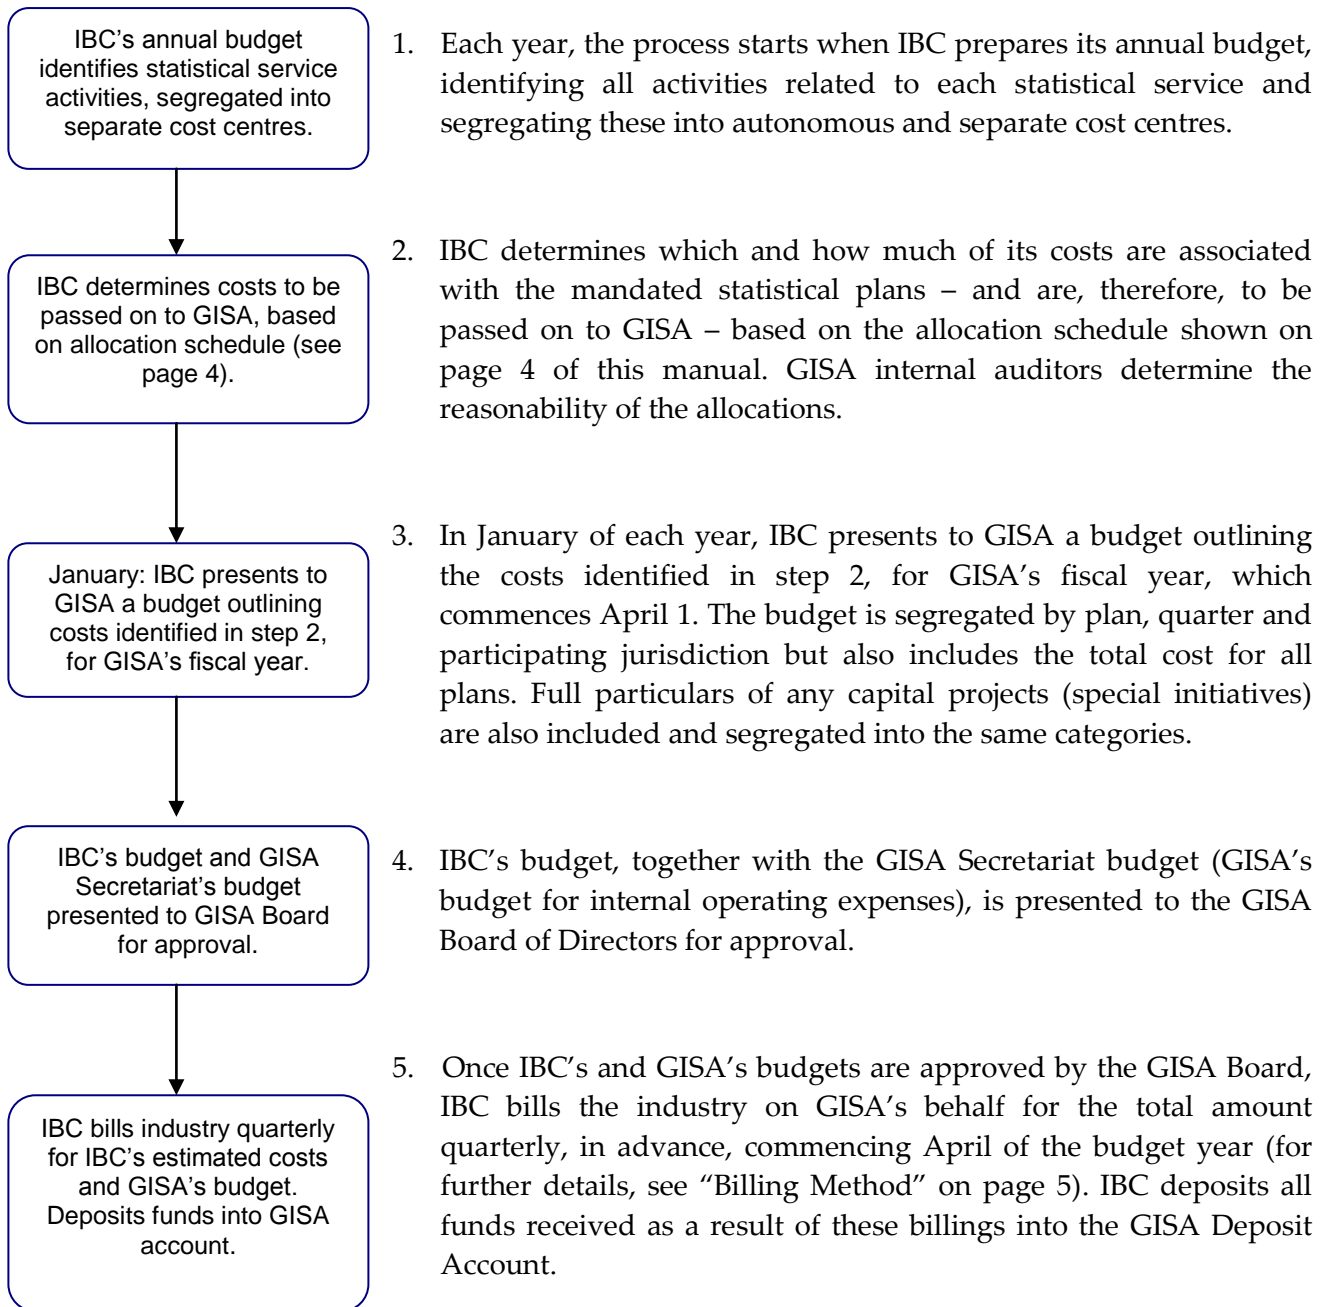 IBC’s annual budget
identifies statistical service
activities, segregated into
separate cost centres.
1. Each year, the process starts when IBC prepares its annual budget,
identifying all activities related to each statistical service and
segregating these into autonomous and separate cost centres.
IBC determines costs to be
passed on to GISA, based
on allocation schedule (see
page 4).
2. IBC determines which and how much of its costs are associated
with the mandated statistical plans – and are, therefore, to be
passed on to GISA – based on the allocation schedule shown on
page 4 of this manual. GISA internal auditors determine the
reasonability of the allocations.
January: IBC presents to
GISA a budget outlining
costs identified in step 2,
for GISA’s fiscal year.
3. In January of each year, IBC presents to GISA a budget outlining
the costs identified in step 2, for GISA’s fiscal year, which
commences April 1. The budget is segregated by plan, quarter and
participating jurisdiction but also includes the total cost for all
plans. Full particulars of any capital projects (special initiatives)
are also included and segregated into the same categories.
IBC’s budget and GISA
Secretariat’s budget
presented to GISA Board
for approval.
4. IBC’s budget, together with the GISA Secretariat budget (GISA’s
budget for internal operating expenses), is presented to the GISA
Board of Directors for approval.
IBC bills industry quarterly
for IBC’s estimated costs
and GISA’s budget.
Deposits funds into GISA
account.
5. Once IBC’s and GISA’s budgets are approved by the GISA Board,
IBC bills the industry on GISA’s behalf for the total amount
quarterly, in advance, commencing April of the budget year (for
further details, see “Billing Method” on page 5). IBC deposits all
funds received as a result of these billings into the GISA Deposit
Account.